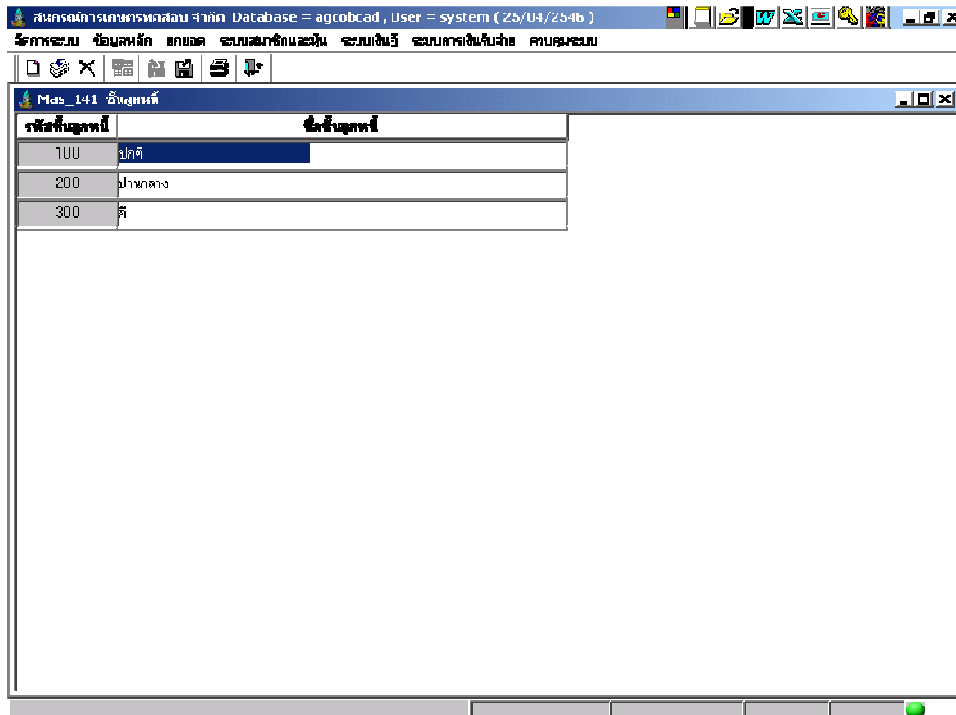 สหกรณ์การเกษตรทดสอบ จำกัด Database = agcobcad , User = system ( 25/04/2546 )
จัดการระบบ ข้อมูลหลัก ยกยอด ระบบสมาชิกและหุ้น ระบบเงินกู้ ระบบการเงินรับจ่าย ควบคุมระบบ
Mas_141 ชั้นลูกหนี้
รหัสชั้นลูกหนี้ ชื่อชั้นลูกหนี้
100 ปกติ
200 ปานกลาง
300 ดี